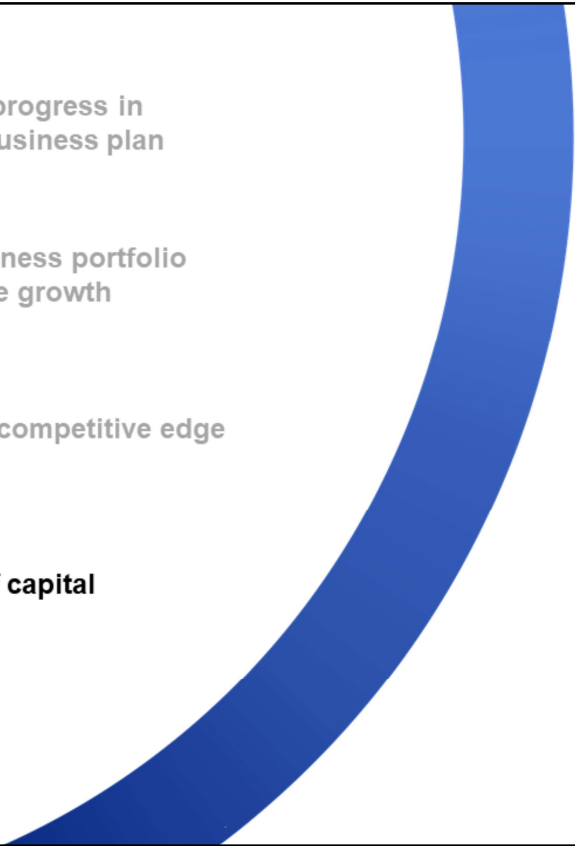 progress in
usiness plan
ness portfolio
e growth
competitive edge
capital